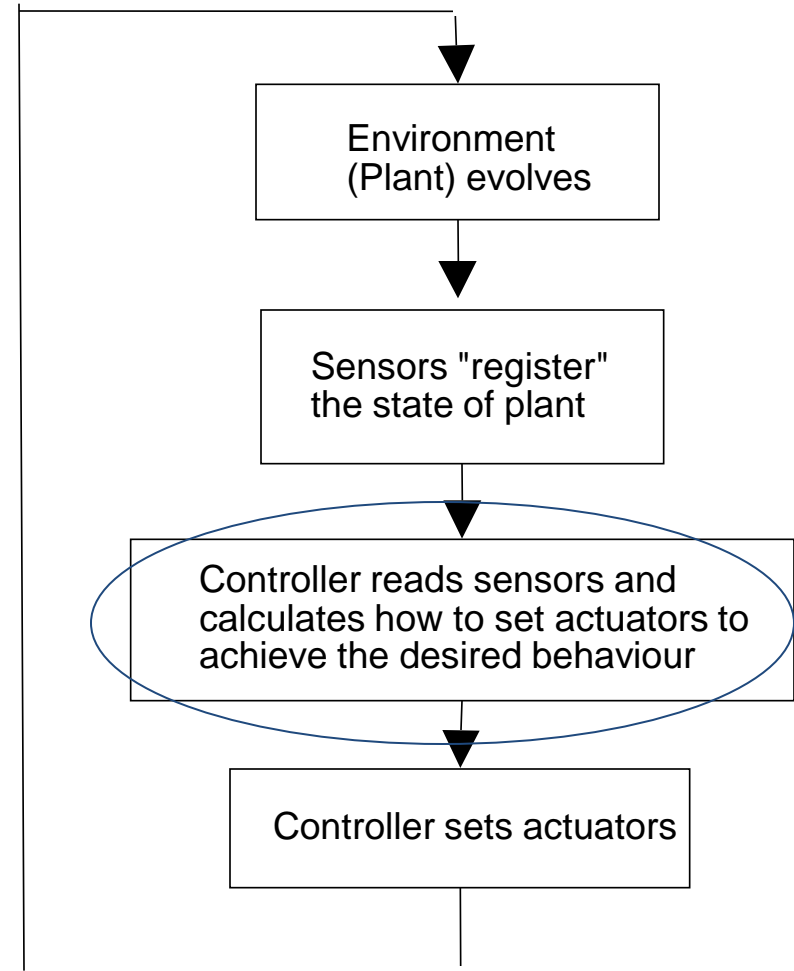 Environment
(Plant) evolves
Sensors "register"
the state of plant
Controller reads sensors and
calculates how to set actuators to
achieve the desired behaviour
Controller sets actuators